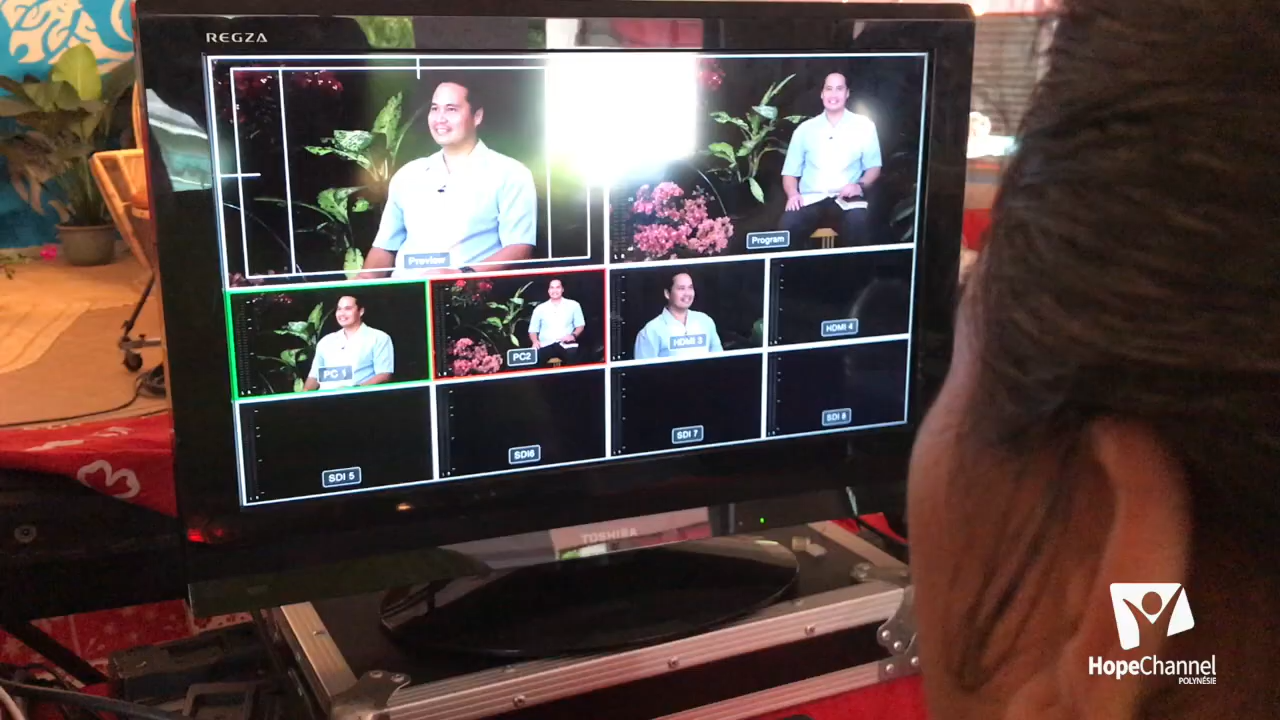 REGZA
Preview
Program
PC 1
PC2
HDMI 3
HDMI 4
SDI 5
SDI6
SDI 7
SDI 8
TOSHIBA
HopeChannel
POLYNÉSIE